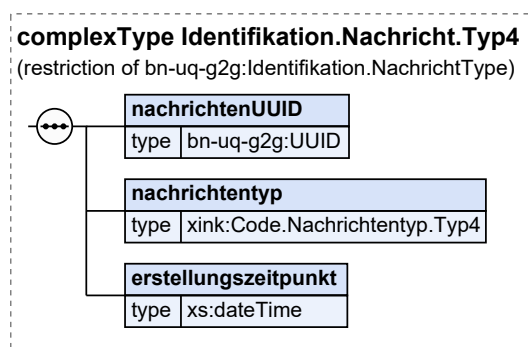 complexType Identifikation.Nachricht.Typ4
(restriction of bn-uq-g2g:Identifikation.NachrichtType)
nachrichtenUUID
type bn-uq-g2g:UUID
nachrichtentyp
type xink:Code.Nachrichtentyp.Typ4
erstellungszeitpunkt
type xs:dateTime